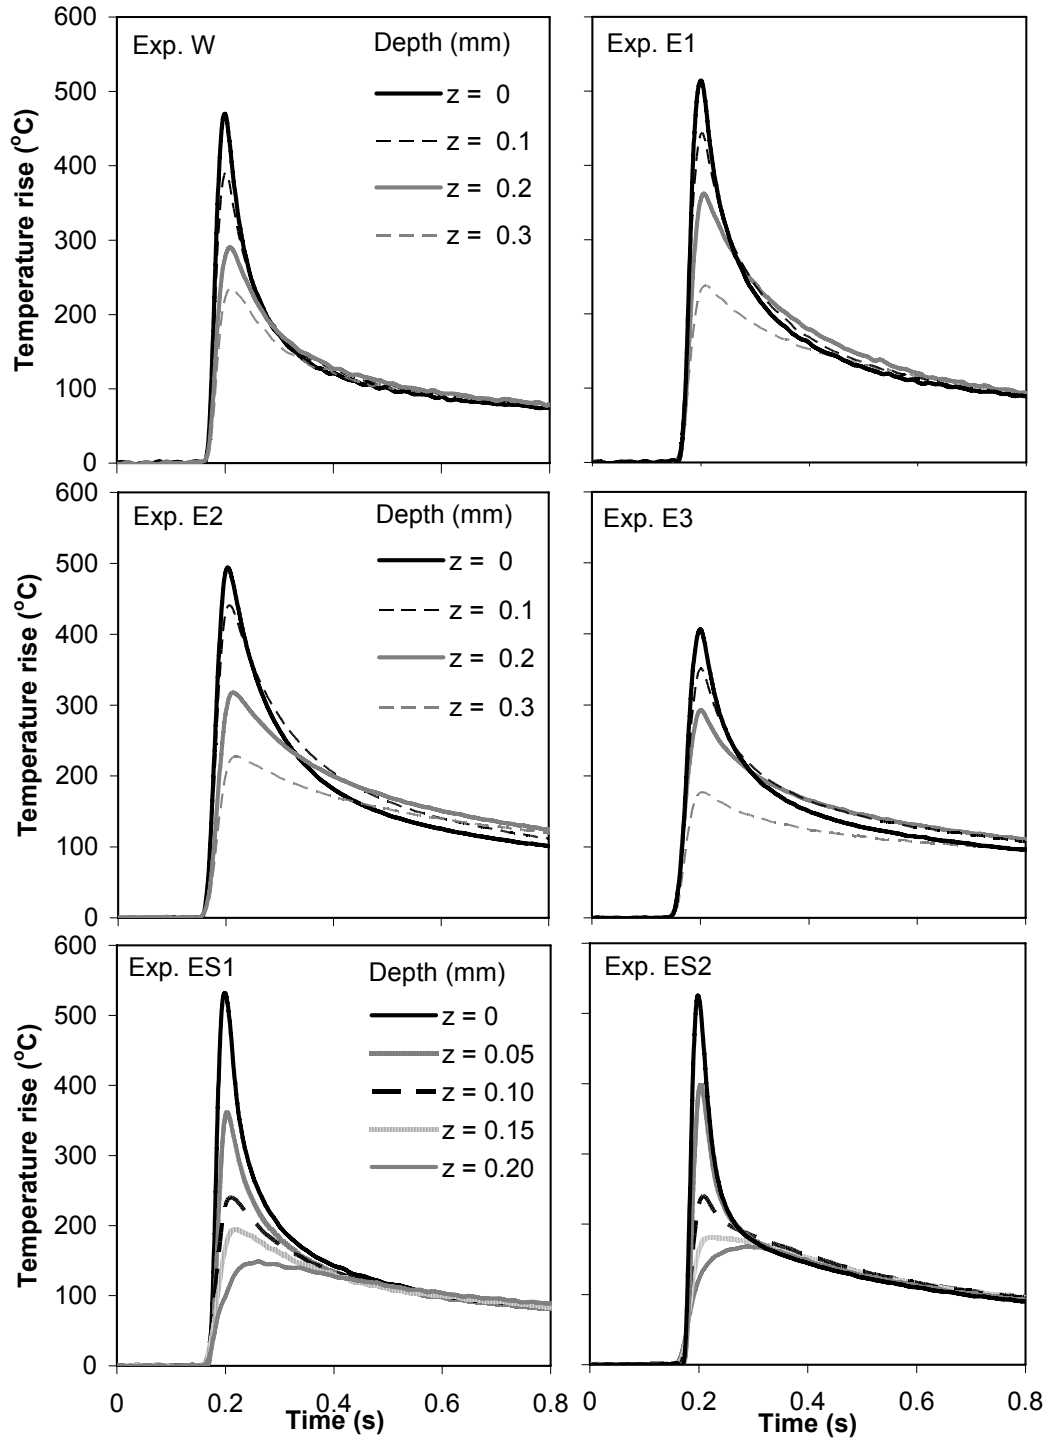 600
500
400
300
200
100
0
Temperature rise (°C)
Exp. W
Depth (mm)
z = 0
z = 0.1
z = 0.2
z = 0.3
Exp. E1
600
500
400
300
200
100
0
Temperature rise (°C)
Exp. E2
Depth (mm)
z = 0
z = 0.1
z = 0.2
z = 0.3
Exp. E3
600
500
400
300
200
100
0
Temperature rise (°C)
Exp. ES1
Depth (mm)
z = 0
z = 0.05
z = 0.10
z = 0.15
z = 0.20
0 0.2 0.4 0.6 0.8
Time (s)
Exp. ES2
0 0.2 0.4 0.6 0.8
Time (s)